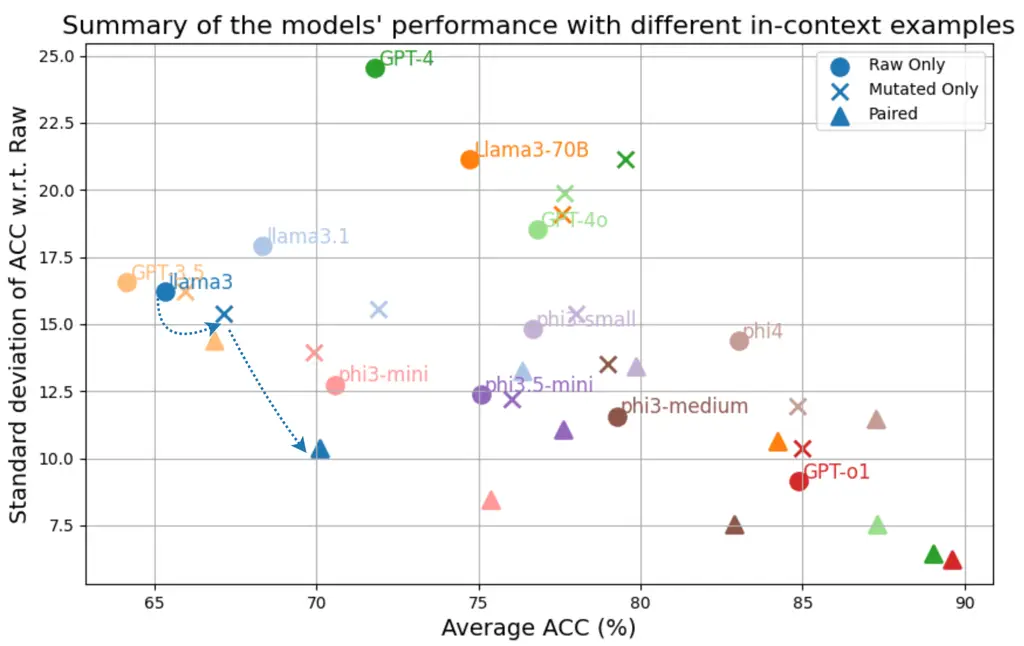 Summary of the models' performance with different in-context examples
Standard deviation of ACC w.r.t. Raw
25.0
22.5
20.0
17.5
15.0
12.5
10.0
7.5
Raw Only
Mutated Only
Paired
GPT-4
Llama3-70B
GPT-4o
llama3.1
GPT-3.5
llama3
phi3-small
phi4
phi3-mini
phi3.5-mini
phi3-medium
GPT-o1
65
70
75
80
85
90
Average ACC (%)